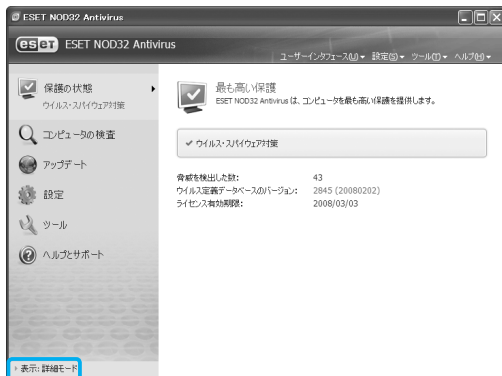 ESET NOD32 Antivirus
eset ESET NOD32 Antivirus
ユーザーインタフェース(U) 設定(S) ツール(T) ヘルプ(H)
保護の状態
ウイルス・スパイウェア対策
コンピュータの検査
アップデート
設定
ツール
ヘルプとサポート
表示: 詳細モード
最も高い保護
ESET NOD32 Antivirus は、コンピュータを最も高い保護を提供します。
ウイルス・スパイウェア対策
脅威を検出した数: 43
ウイルス定義データベースのバージョン: 2845 (20080202)
ライセンス有効期限: 2008/03/03